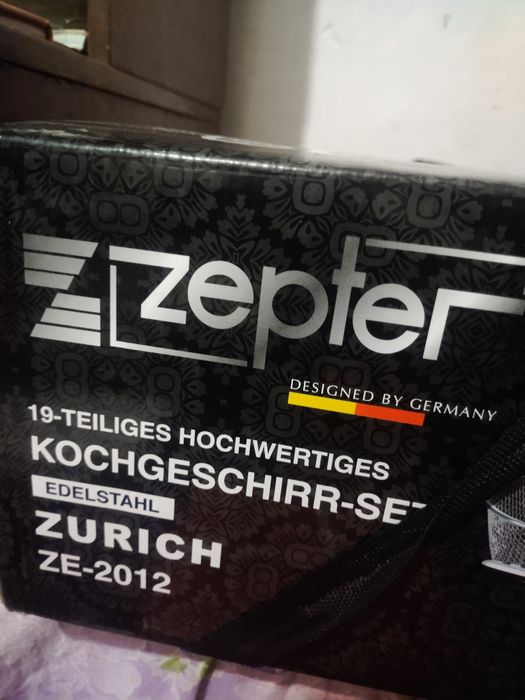 zepter
DESIGNED BY GERMANY
19-TEILIGES HOCHWERTIGES
KOCHGESCHIRR-SET
EDELSTAHL
ZURICH
ZE-2012